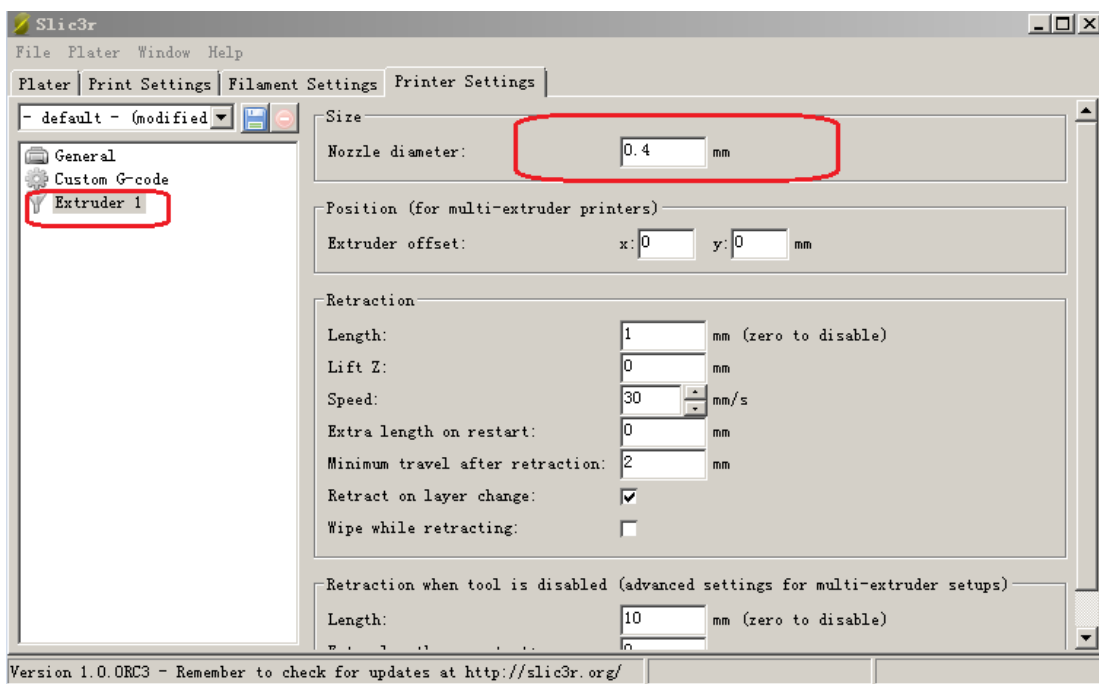 Slic3r
File Plater Window Help
Plater Print Settings Filament Settings Printer Settings
- default - (modified
General
Custom G-code
Extruder 1
Size
Nozzle diameter: 0.4 mm
Position (for multi-extruder printers)
Extruder offset: x: 0 y: 0 mm
Retraction
Length: 1 mm (zero to disable)
Lift Z: 0 mm
Speed: 30 mm/s
Extra length on restart: 0 mm
Minimum travel after retraction: 2 mm
Retract on layer change:
Wipe while retracting:
Retraction when tool is disabled (advanced settings for multi-extruder setups)
Length: 10 mm (zero to disable)
Version 1.0.0RC3 - Remember to check for updates at http://slic3r.org/